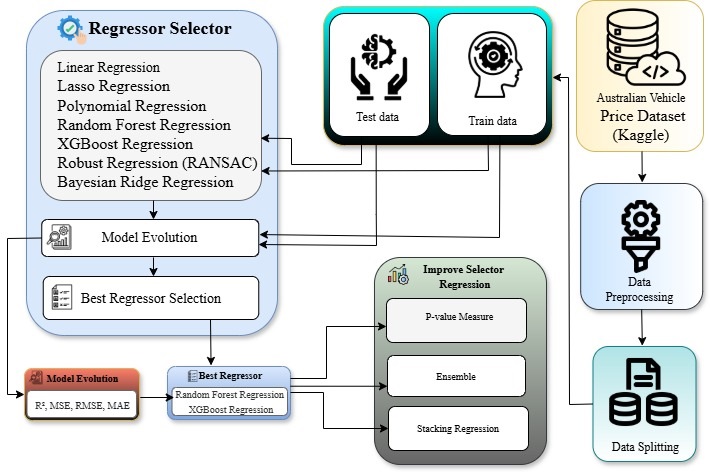 Regressor Selector
Linear Regression
Lasso Regression
Polynomial Regression
Random Forest Regression
XGBoost Regression
Robust Regression (RANSAC)
Bayesian Ridge Regression
Model Evolution
Best Regressor Selection
Test data
Train data
Australian Vehicle
Price Dataset
(Kaggle)
Data
Preprocessing
Data Splitting
Improve Selector
Regression
P-value Measure
Ensemble
Stacking Regression
Model Evolution
R², MSE, RMSE, MAE
Best Regressor
Random Forest Regression
XGBoost Regression